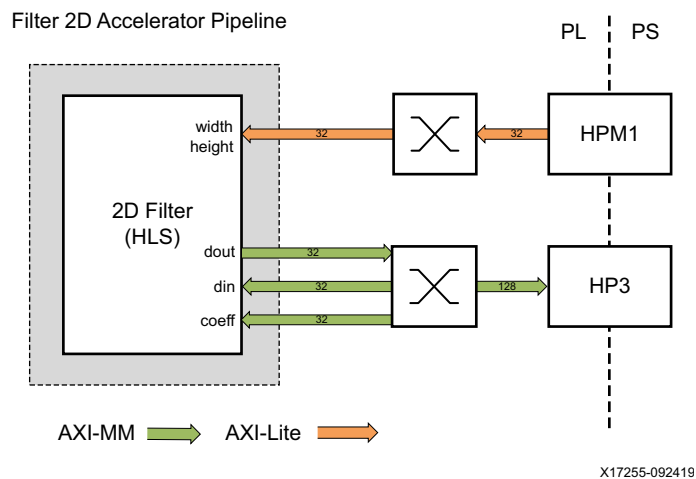 Filter 2D Accelerator Pipeline
PL
PS
width
height
32
32
HPM1
2D Filter
(HLS)
dout
32
din
32
128
HP3
coeff
32
AXI-MM
AXI-Lite
X17255-092419